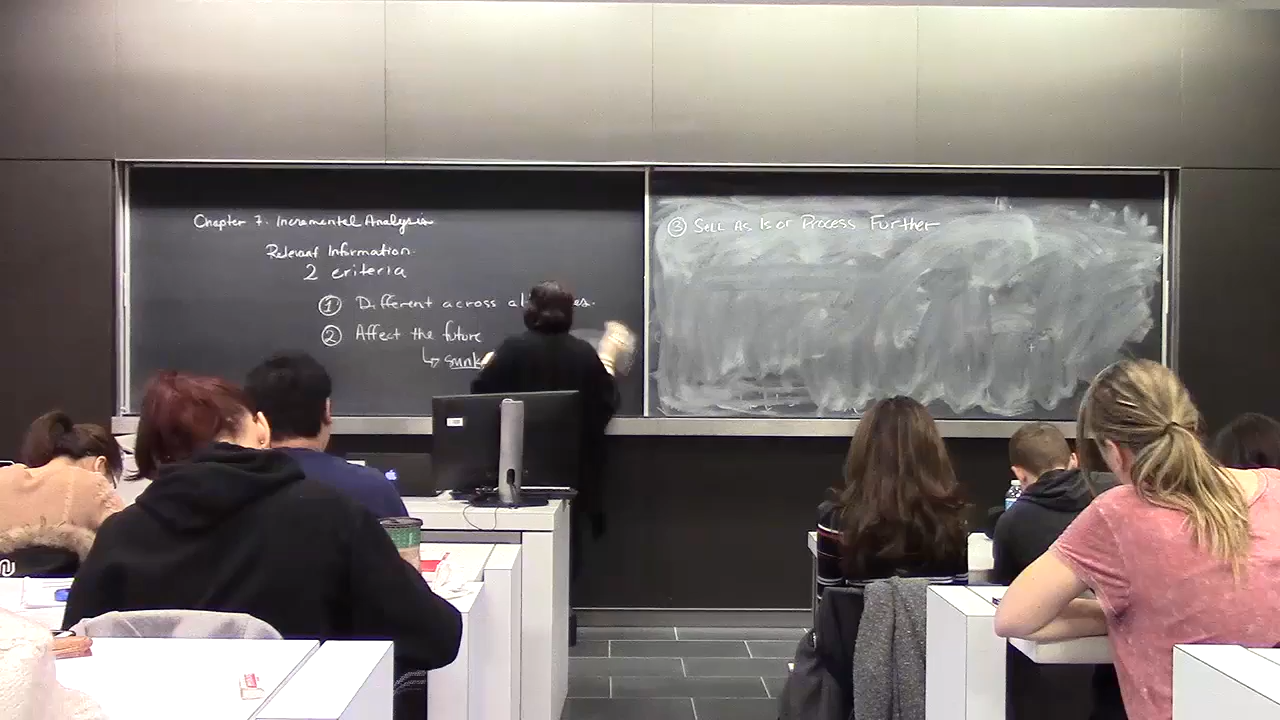 Chapter 7. Incremental Analysis
Relevant Information
2 criteria
① Different across
② Affect the future
↳ sunk
③ Sell As Is or Process Further